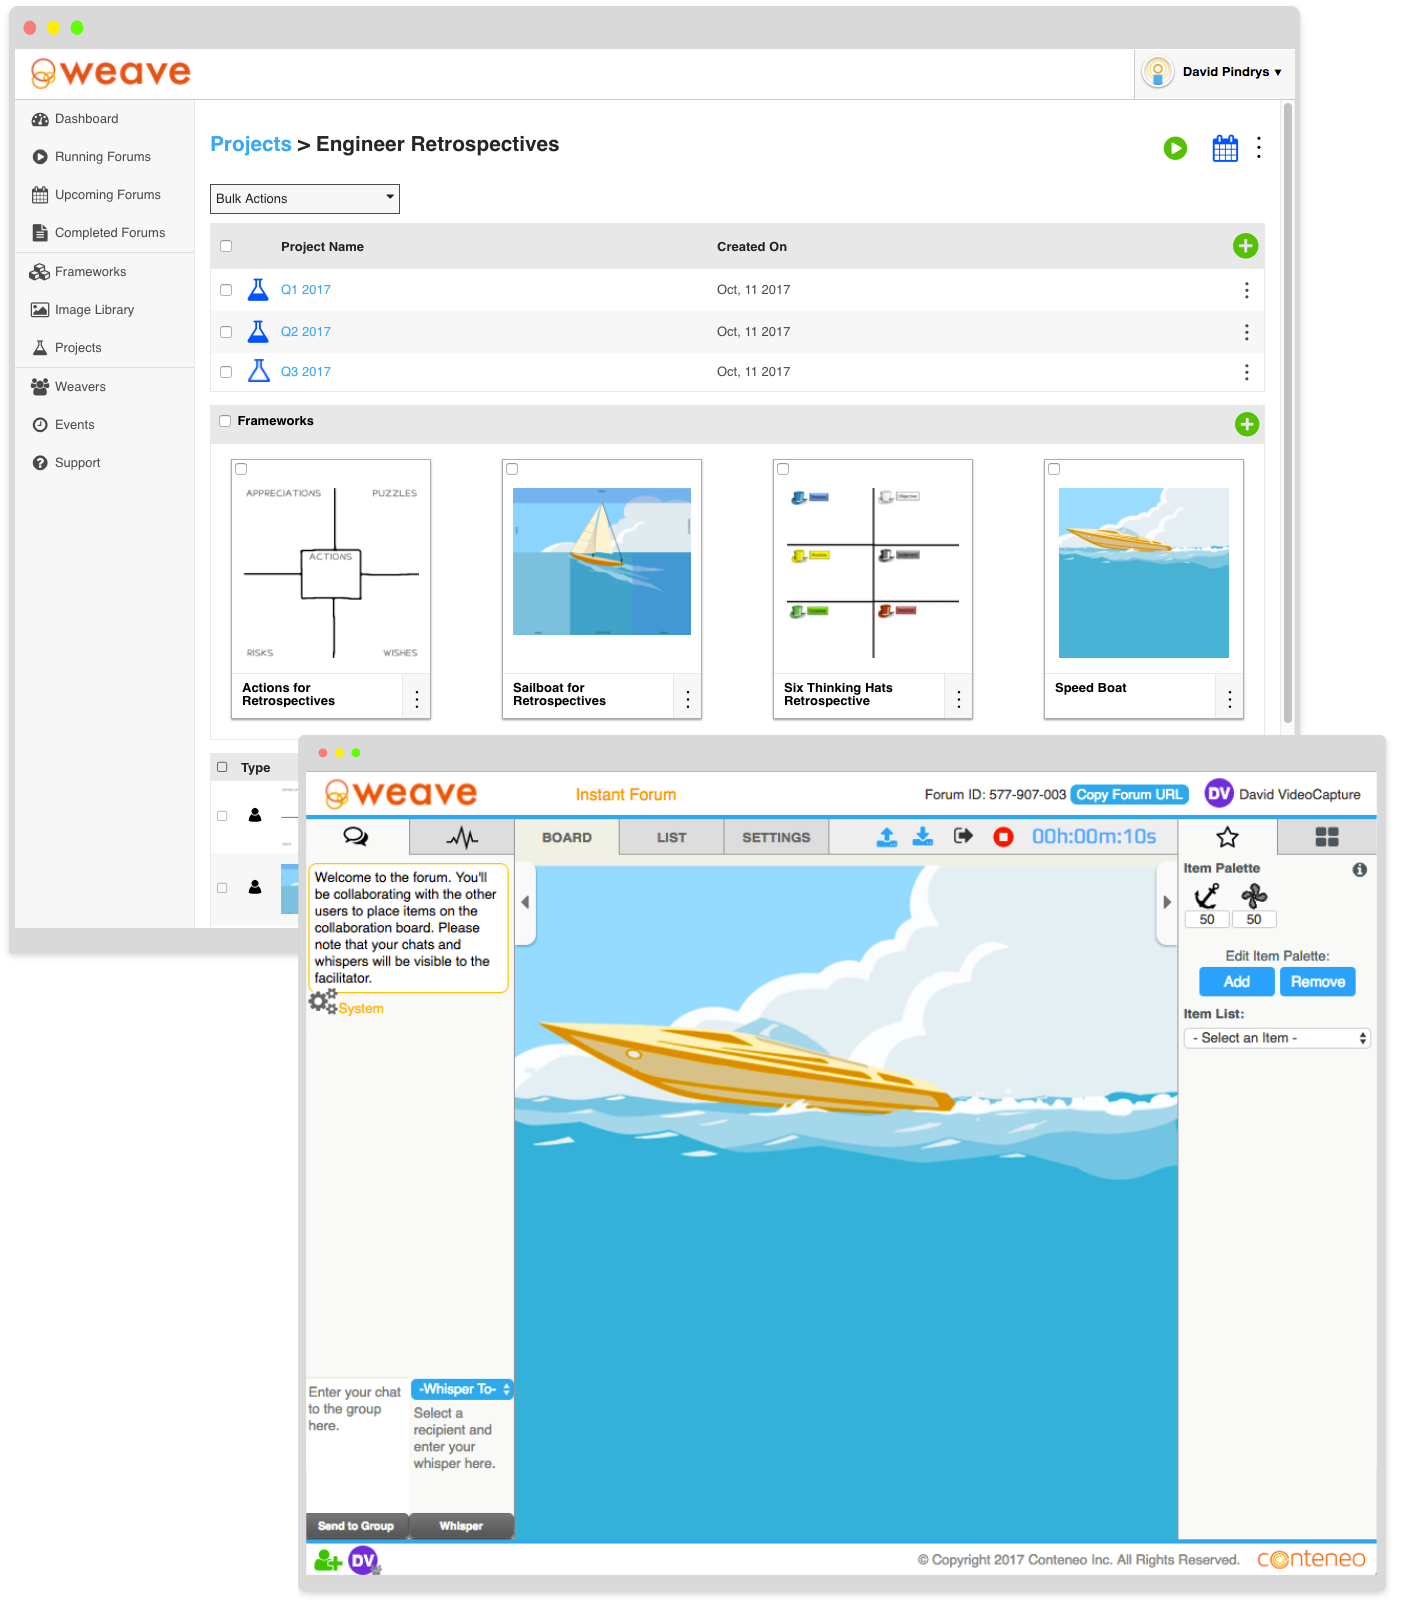 weave
David Pindrys
Dashboard
Running Forums
Upcoming Forums
Completed Forums
Frameworks
Image Library
Projects
Weavers
Events
Support
Projects > Engineer Retrospectives
Bulk Actions
Project Name Created On
Q1 2017 Oct, 11 2017
Q2 2017 Oct, 11 2017
Q3 2017 Oct, 11 2017
Frameworks
APPRECIATIONS PUZZLES
ACTIONS
RISKS WISHES
Actions for
Retrospectives
Sailboat for
Retrospectives
Process Objective
Positive Judgment
Creative
Six Thinking Hats
Retrospective
Speed Boat
Type
weave
Instant Forum
Forum ID: 577-907-003 Copy Forum URL
DV David VideoCapture
BOARD LIST SETTINGS
00h:00m:10s
Welcome to the forum. You'll
be collaborating with the other
users to place items on the
collaboration board. Please
note that your chats and
whispers will be visible to the
facilitator.
System
Enter your chat
to the group
here.
Send to Group
-Whisper To-
Select a
recipient and
enter your
whisper here.
Whisper
Item Palette
50 50
Edit Item Palette:
Add Remove
Item List:
- Select an Item -
DV
© Copyright 2017 Conteneo Inc. All Rights Reserved.
conteneo